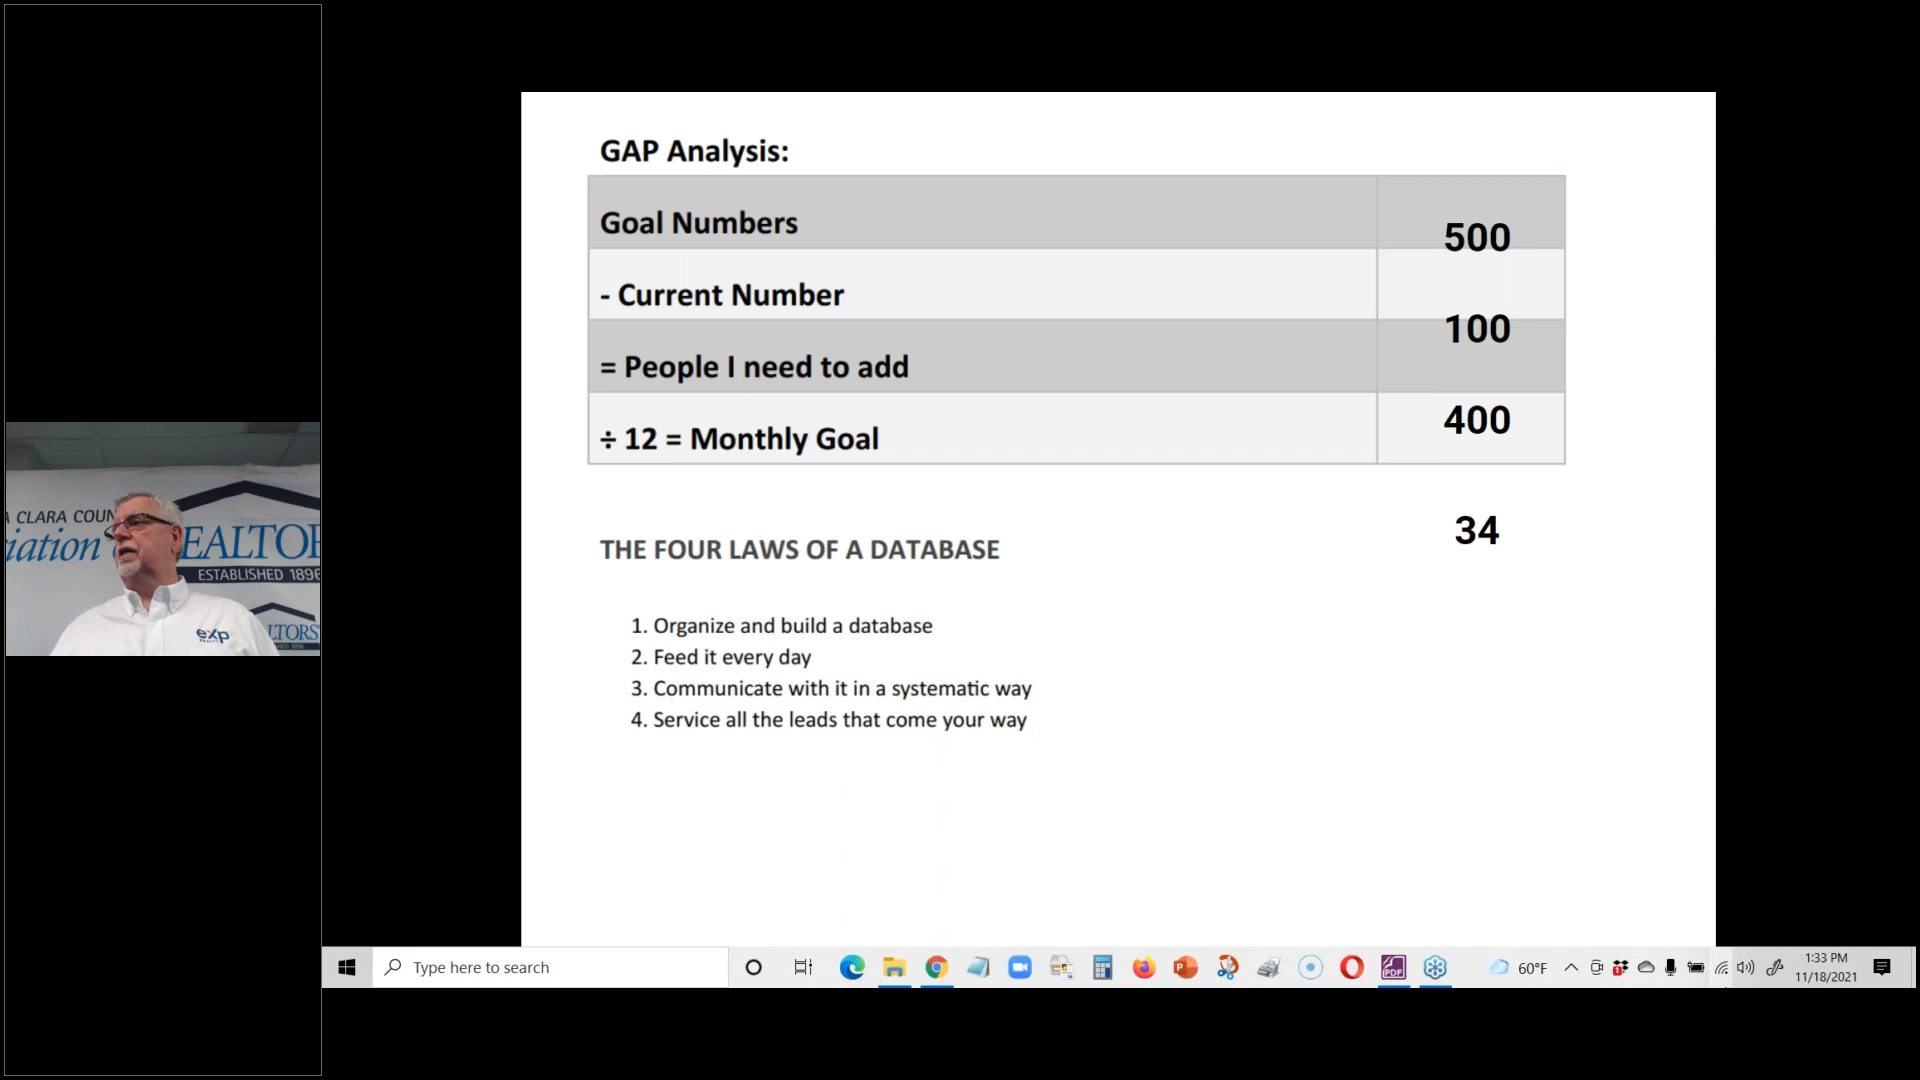 GAP Analysis:
Goal Numbers
500
- Current Number
100
= People I need to add
400
÷ 12 = Monthly Goal
34
THE FOUR LAWS OF A DATABASE
1. Organize and build a database
2. Feed it every day
3. Communicate with it in a systematic way
4. Service all the leads that come your way
A CLARA COUN
iation
EALTOR
ESTABLISHED 1896
LTORS
exp
REALTY
Type here to search
60°F
1:33 PM
11/18/2021